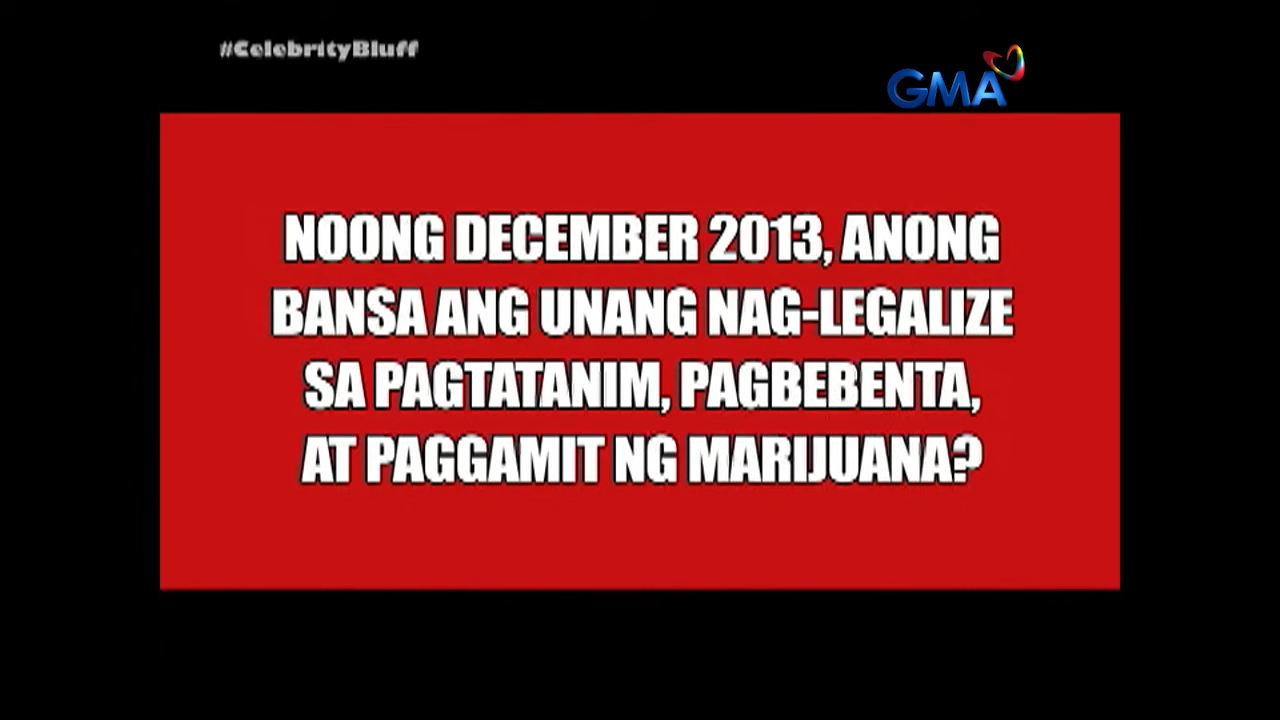 #CelebrityBluff
GMA
NOONG DECEMBER 2013, ANONG
BANSA ANG UNANG NAG-LEGALIZE
SA PAGTATANIM, PAGBEBENTA,
AT PAGGAMIT NG MARIJUANA?